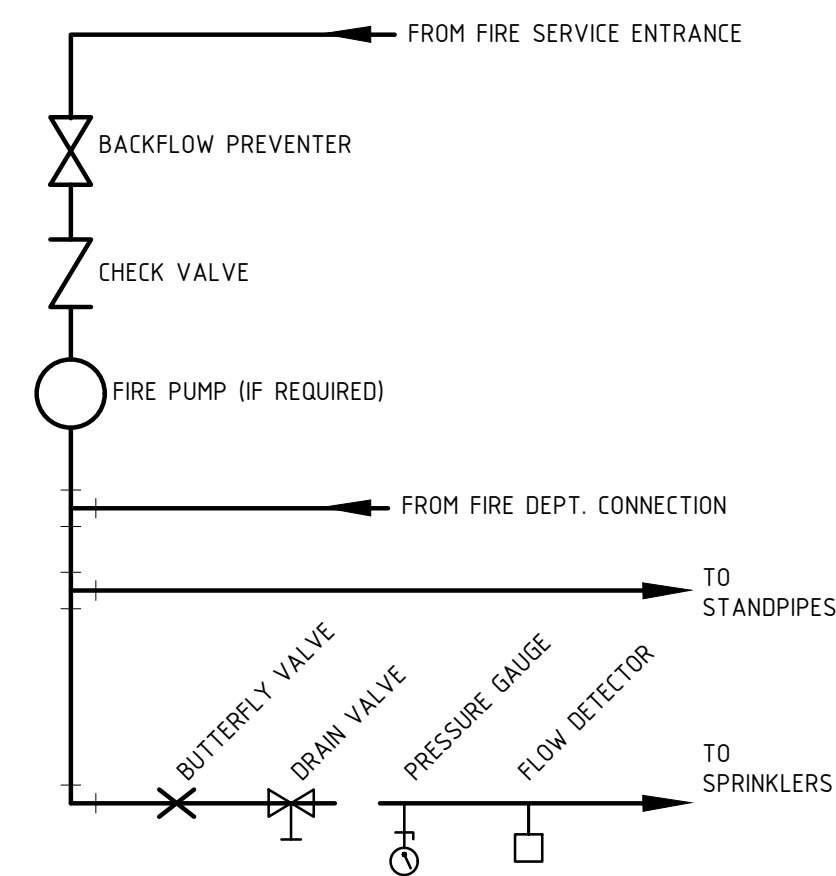 FROM FIRE SERVICE ENTRANCE
BACKFLOW PREVENTER
CHECK VALVE
FIRE PUMP (IF REQUIRED)
FROM FIRE DEPT. CONNECTION
TO
STANDPIPES
BUTTERFLY VALVE
DRAIN VALVE
PRESSURE GAUGE
FLOW DETECTOR
TO
SPRINKLERS